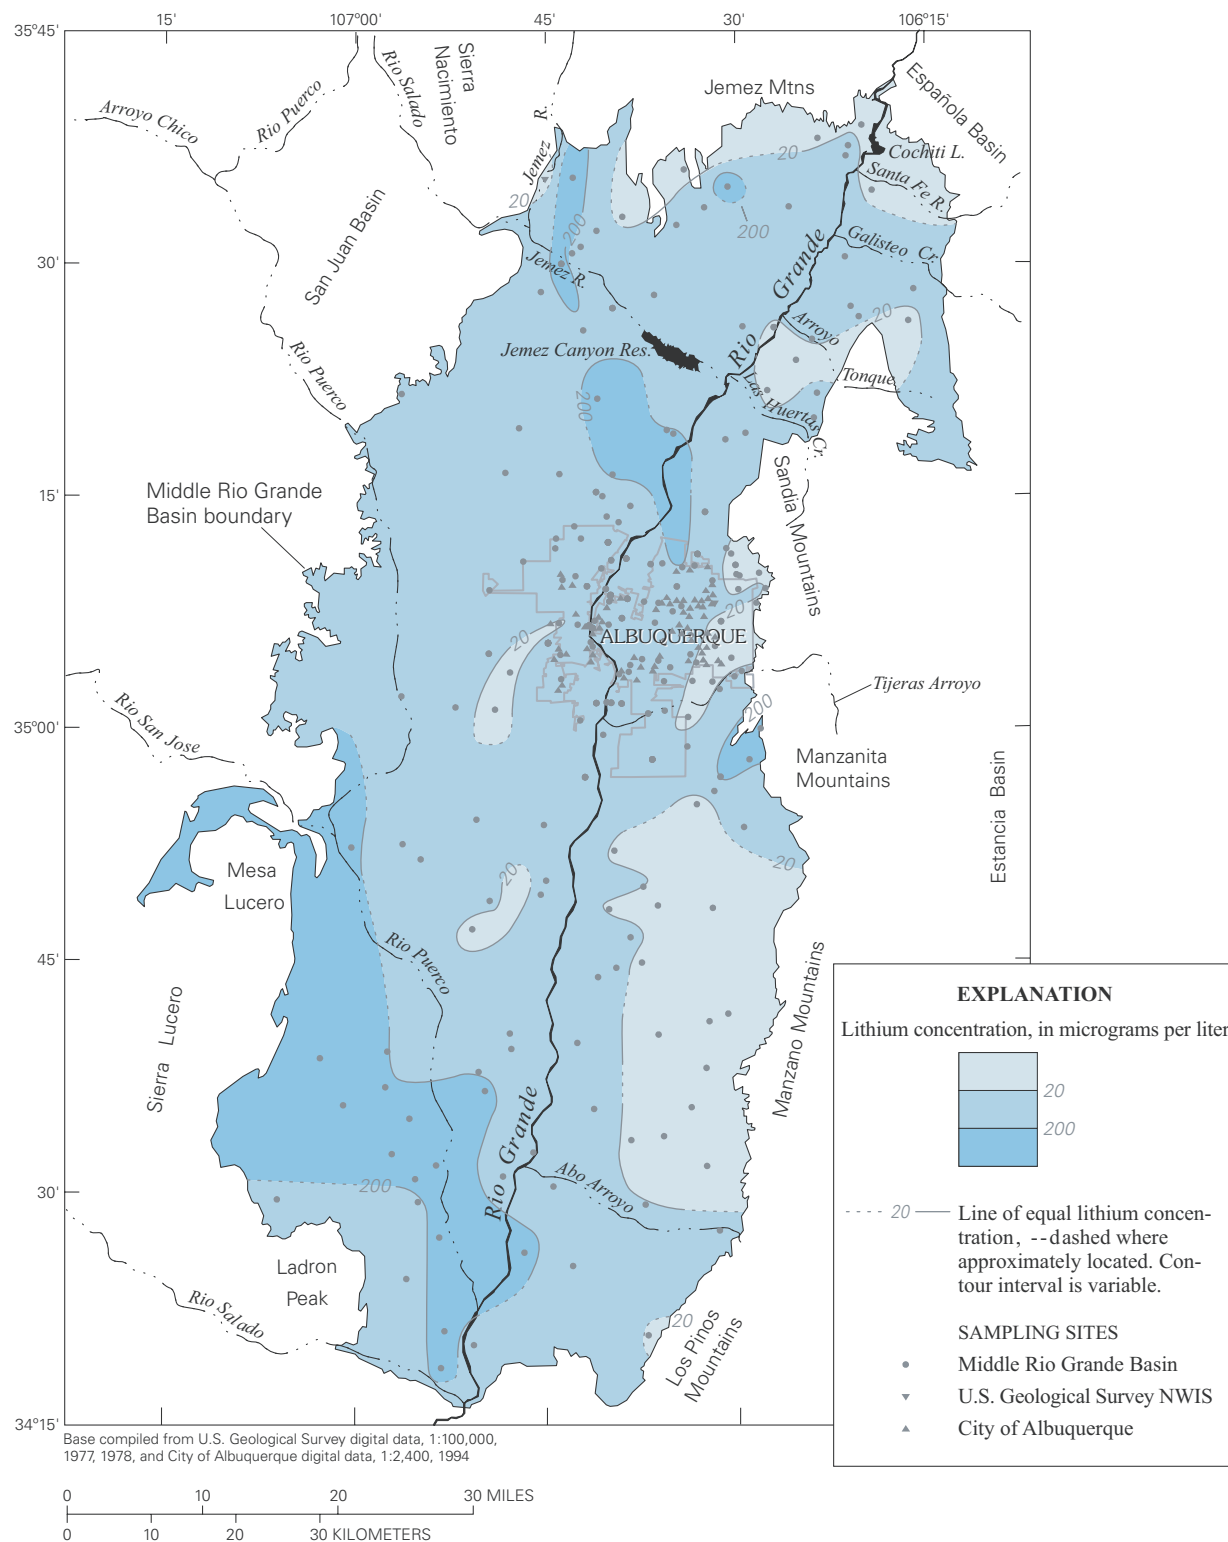 15'
107°00'
45'
30'
106°15'
35°45'
Sierra
Nacimiento
Rio Salado
Jemez Mtns
Española Basin
Arroyo Chico
Rio Puerco
Jemez R.
20
Cochiti L.
Santa Fe R.
20
200
200
San Juan Basin
Galisteo Cr.
30'
Jemez R.
Rio Grande
20
Arroyo
Tonque
Jemez Canyon Res.
Rio Puerco
200
Las Huertas Cr.
15'
Middle Rio Grande
Basin boundary
Sandia Mountains
20
20
ALBUQUERQUE
Tijeras Arroyo
200
35°00'
Rio San Jose
Manzanita
Mountains
Estancia Basin
Mesa
Lucero
20
20
Rio Puerco
45'
Sierra Lucero
Manzano Mountains
Rio Grande
Abo Arroyo
30'
200
Ladron
Peak
Rio Salado
20
Los Pinos
Mountains
34°15'
EXPLANATION
Lithium concentration, in micrograms per liter
20
200
20
Line of equal lithium concen-
tration, --dashed where
approximately located. Con-
tour interval is variable.
SAMPLING SITES
Middle Rio Grande Basin
U.S. Geological Survey NWIS
City of Albuquerque
Base compiled from U.S. Geological Survey digital data, 1:100,000,
1977, 1978, and City of Albuquerque digital data, 1:2,400, 1994
0 10 20 30 MILES
0 10 20 30 KILOMETERS